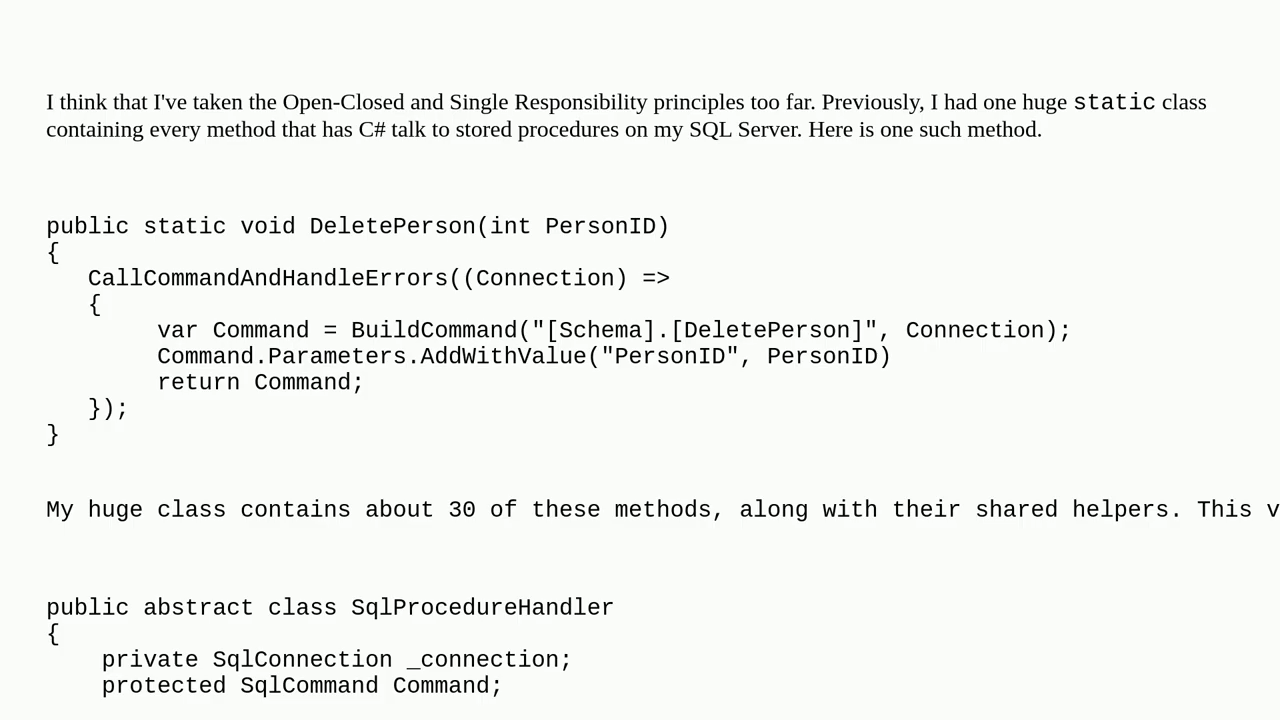 I think that I've taken the Open-Closed and Single Responsibility principles too far. Previously, I had one huge static class
containing every method that has C# talk to stored procedures on my SQL Server. Here is one such method.
public static void DeletePerson(int PersonID)
{
   CallCommandAndHandleErrors((Connection) =>
   {
        var Command = BuildCommand("[Schema].[DeletePerson]", Connection);
        Command.Parameters.AddWithValue("PersonID", PersonID)
        return Command;
   });
}
My huge class contains about 30 of these methods, along with their shared helpers. This
public abstract class SqlProcedureHandler
{
    private SqlConnection _connection;
    protected SqlCommand Command;